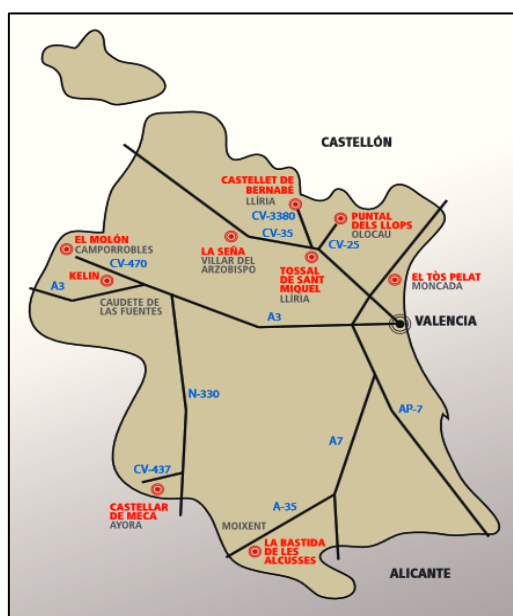 CASTELLÓN
CASTELLET DE
BERNABÉ
LLÍRIA
CV-3380
PUNTAL
DELS LLOPS
OLOCAU
CV-35
CV-25
EL MOLÓN
CAMPORROBLES
LA SEÑA
VILLAR DEL
ARZOBISPO
CV-470
TOSSAL
DE SANT
MIQUEL
LLÍRIA
KELIN
EL TÒS PELAT
MONCADA
A3
CAUDETE DE
LAS FUENTES
A3
VALENCIA
N-330
AP-7
A7
CV-437
CASTELLAR
DE MECA
AYORA
A-35
MOIXENT
LA BASTIDA
DE LES
ALCUSSES
ALICANTE